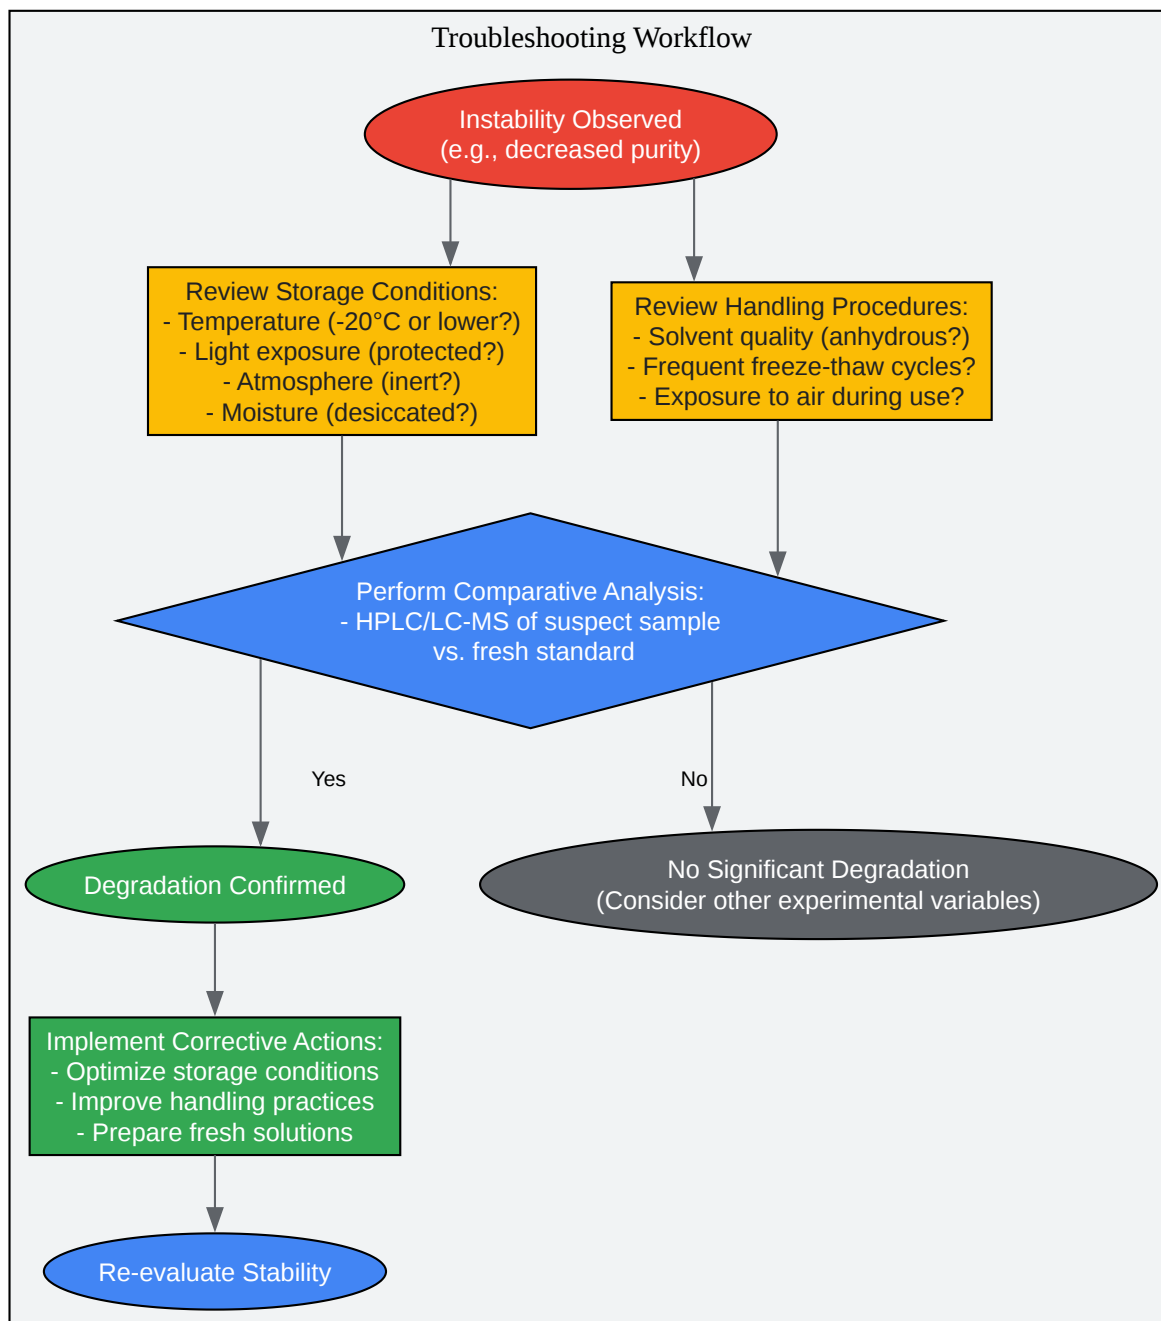 Troubleshooting Workflow
Instability Observed
(e.g., decreased purity)
Review Storage Conditions:
- Temperature (-20°C or lower?)
- Light exposure (protected?)
- Atmosphere (inert?)
- Moisture (desiccated?)
Review Handling Procedures:
- Solvent quality (anhydrous?)
- Frequent freeze-thaw cycles?
- Exposure to air during use?
Perform Comparative Analysis:
- HPLC/LC-MS of suspect sample
vs. fresh standard
Yes
No
Degradation Confirmed
No Significant Degradation
(Consider other experimental variables)
Implement Corrective Actions:
- Optimize storage conditions
- Improve handling practices
- Prepare fresh solutions
Re-evaluate Stability